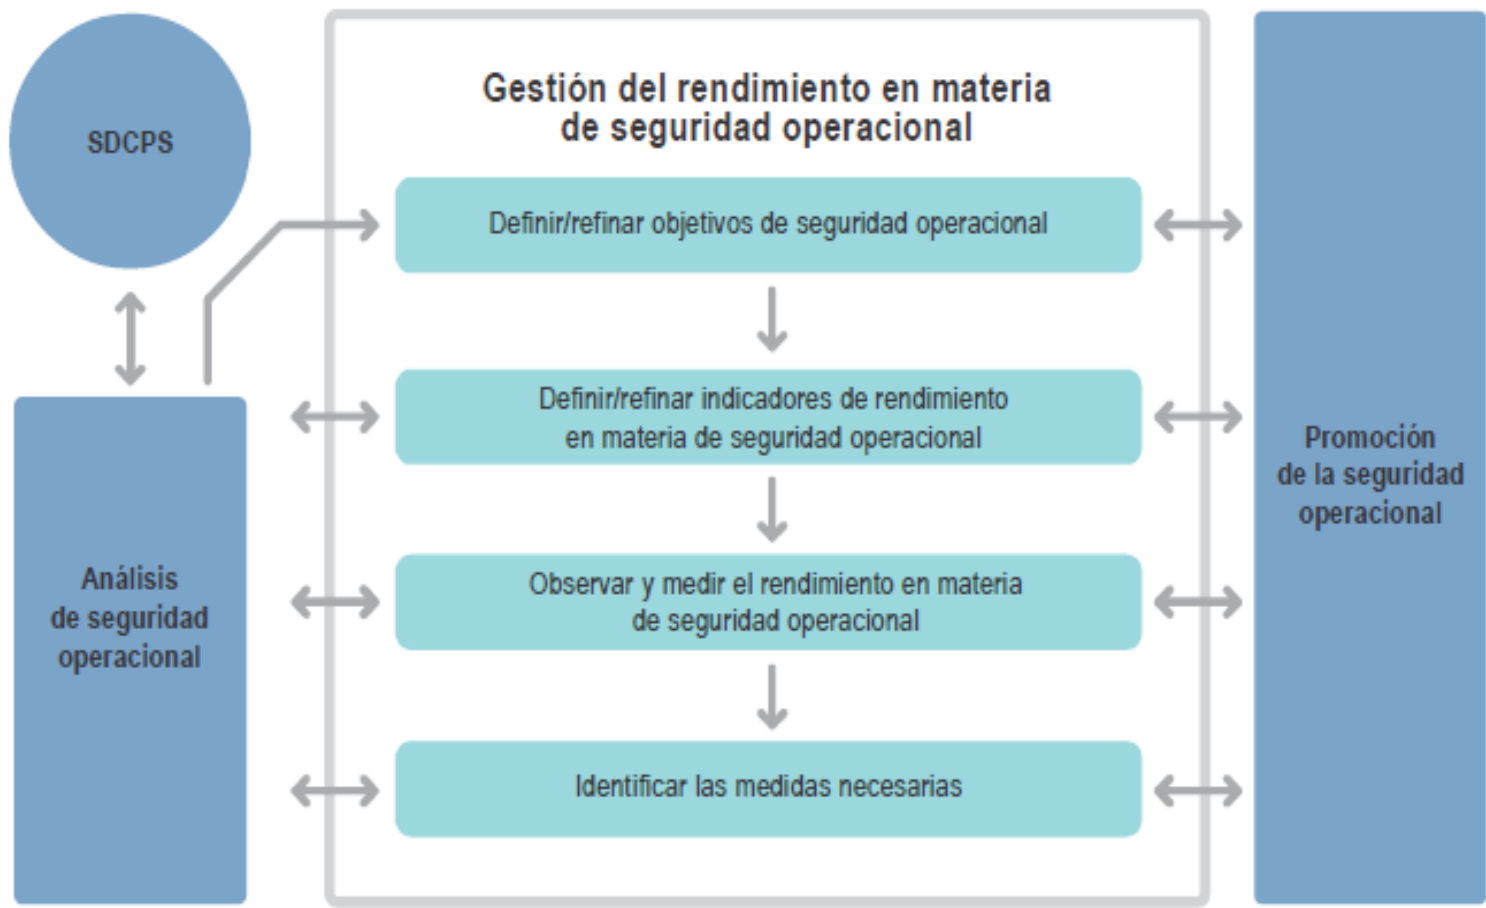 SDCPS
Gestión del rendimiento en materia
de seguridad operacional
Definir/refinar objetivos de seguridad operacional
Definir/refinar indicadores de rendimiento
en materia de seguridad operacional
Observar y medir el rendimiento en materia
de seguridad operacional
Identificar las medidas necesarias
Análisis
de seguridad
operacional
Promoción
de la seguridad
operacional